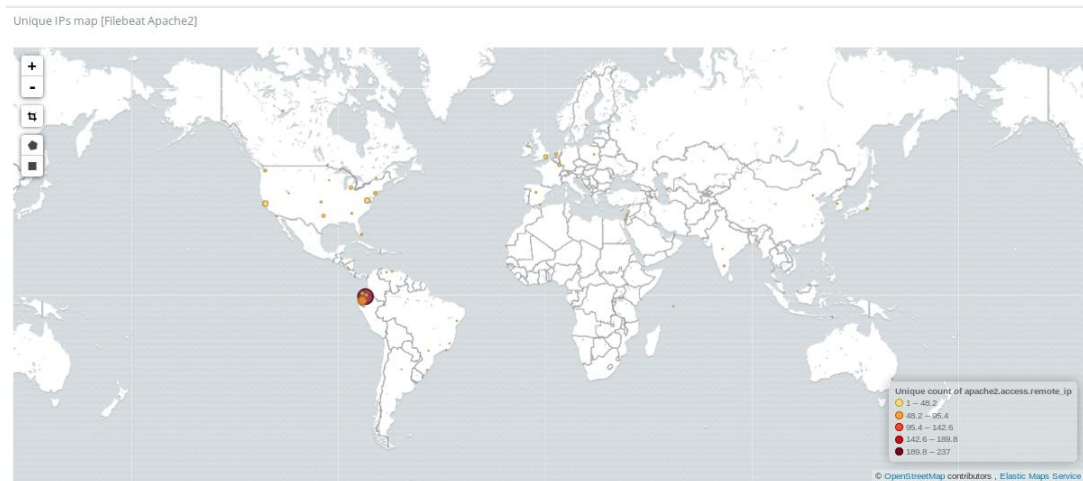 Unique IPs map [Filebeat Apache2]
+
-
Unique count of apache2.access.remote_ip
1 – 48.2
48.2 – 95.4
95.4 – 142.6
142.6 – 189.8
189.8 – 237
© OpenStreetMap contributors , Elastic Maps Service